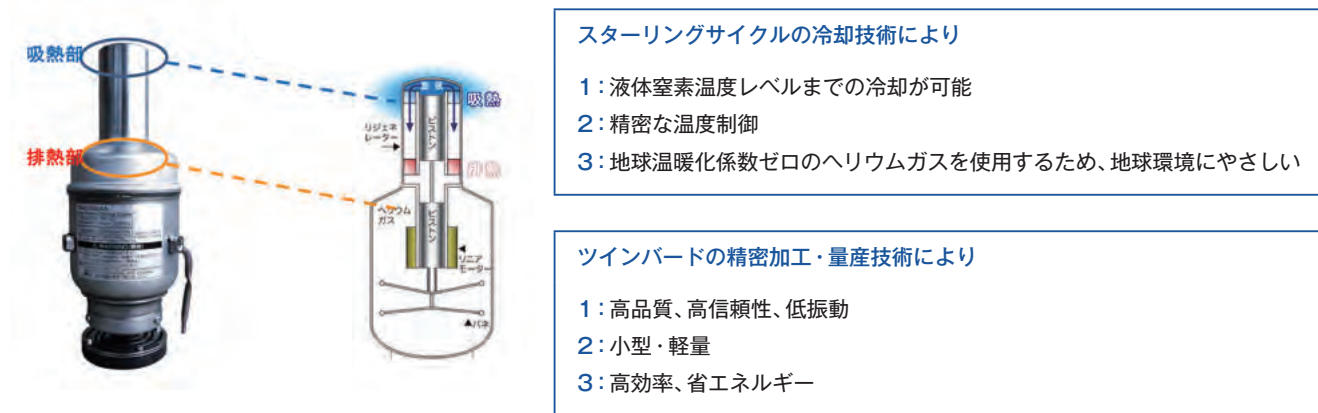 吸熱部
排熱部
吸熱
リジェネ
レーター
ピストン
排熱
ヘリウム
ガス
ピストン
リニア
モーター
バネ
スターリングサイクルの冷却技術により
1：液体窒素温度レベルまでの冷却が可能
2：精密な温度制御
3：地球温暖化係数ゼロのヘリウムガスを使用するため、地球環境にやさしい
ツインバードの精密加工・量産技術により
1：高品質、高信頼性、低振動
2：小型・軽量
3：高効率、省エネルギー